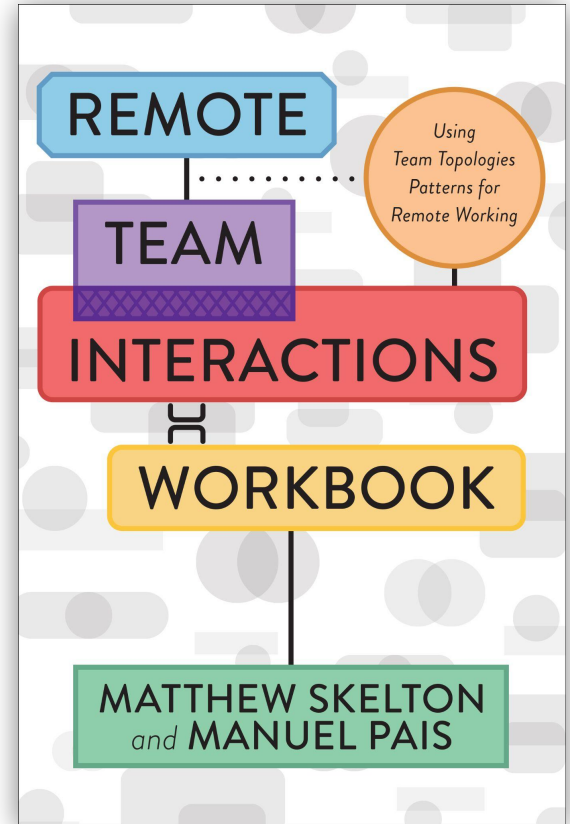 REMOTE
Using
Team Topologies
Patterns for
Remote Working
TEAM
INTERACTIONS
WORKBOOK
MATTHEW SKELTON
and MANUEL PAIS